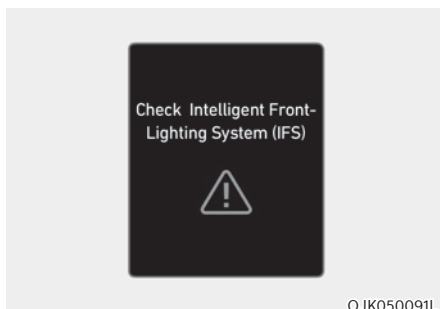 Check Intelligent Front-
Lighting System (IFS)
OJK050091L